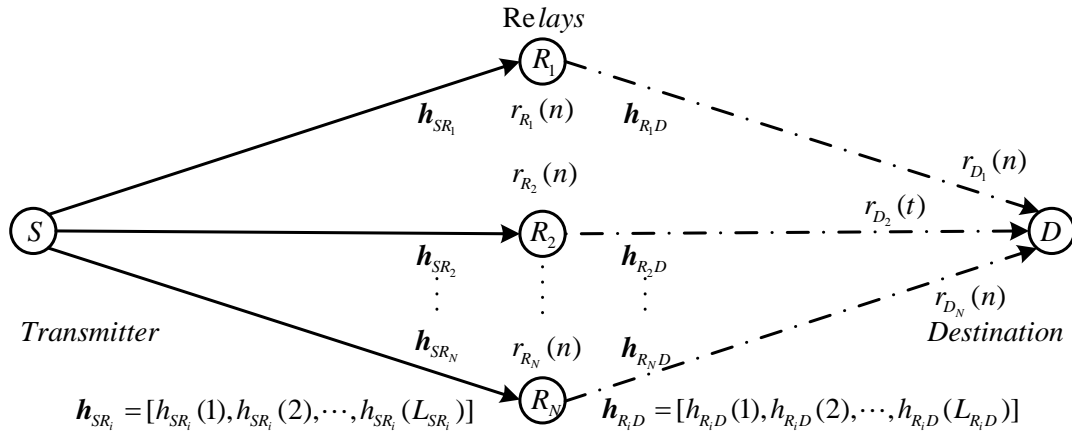 Relays
R_1
h_{SR_1} r_{R_1}(n) h_{R_1D}
r_{R_2}(n) r_{D_1}(n)
r_{D_2}(t)
S R_2 D
h_{SR_2} h_{R_2D}
r_{D_N}(n)
Transmitter Destination
h_{SR_N} r_{R_N}(n) h_{R_ND}
R_N
h_{SR_i} = [h_{SR_i}(1), h_{SR_i}(2), ⋯, h_{SR_i}(L_{SR_i})] h_{R_iD} = [h_{R_iD}(1), h_{R_iD}(2), ⋯, h_{R_iD}(L_{R_iD})]